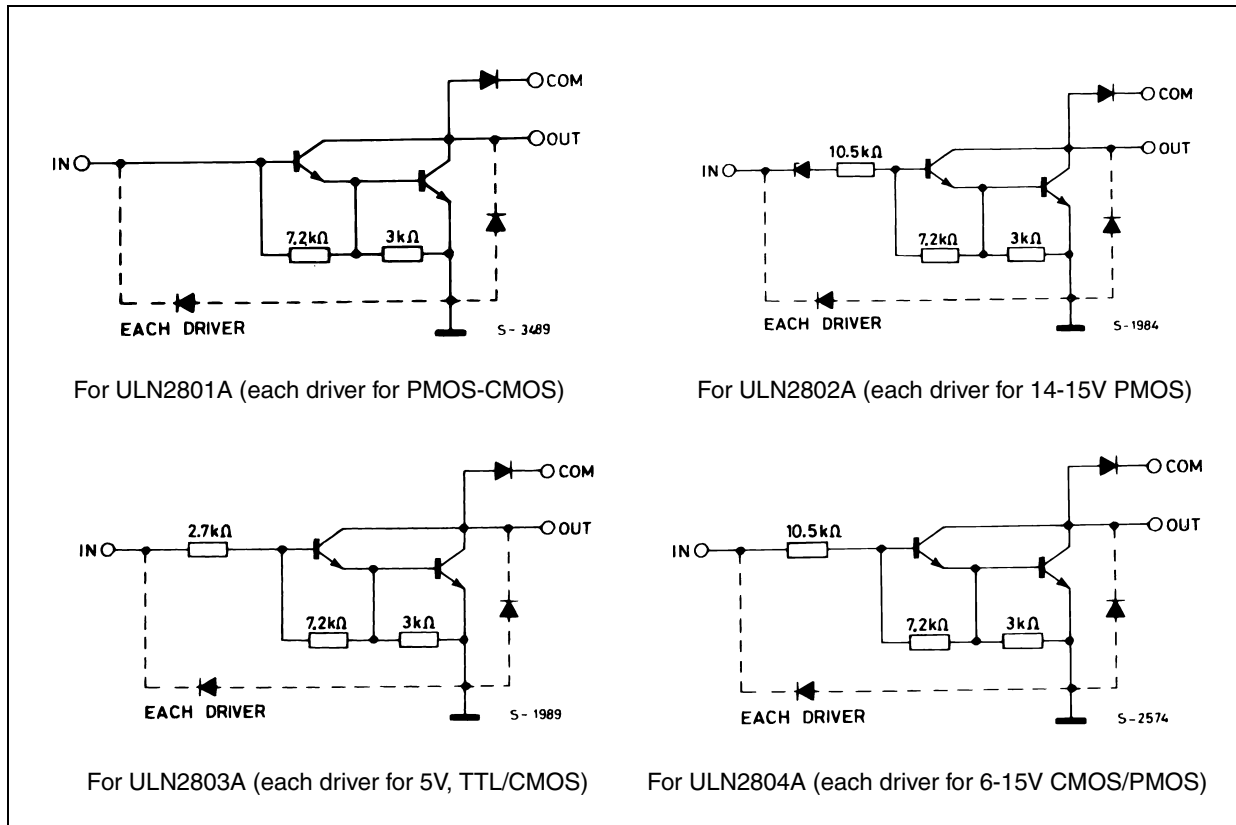 COM
OUT
IN
7.2kΩ
3kΩ
EACH DRIVER
S-3489
For ULN2801A (each driver for PMOS-CMOS)
COM
OUT
IN
10.5kΩ
7.2kΩ
3kΩ
EACH DRIVER
S-1984
For ULN2802A (each driver for 14-15V PMOS)
COM
OUT
IN
2.7kΩ
7.2kΩ
3kΩ
EACH DRIVER
S-1989
For ULN2803A (each driver for 5V, TTL/CMOS)
COM
OUT
IN
10.5kΩ
7.2kΩ
3kΩ
EACH DRIVER
S-2574
For ULN2804A (each driver for 6-15V CMOS/PMOS)